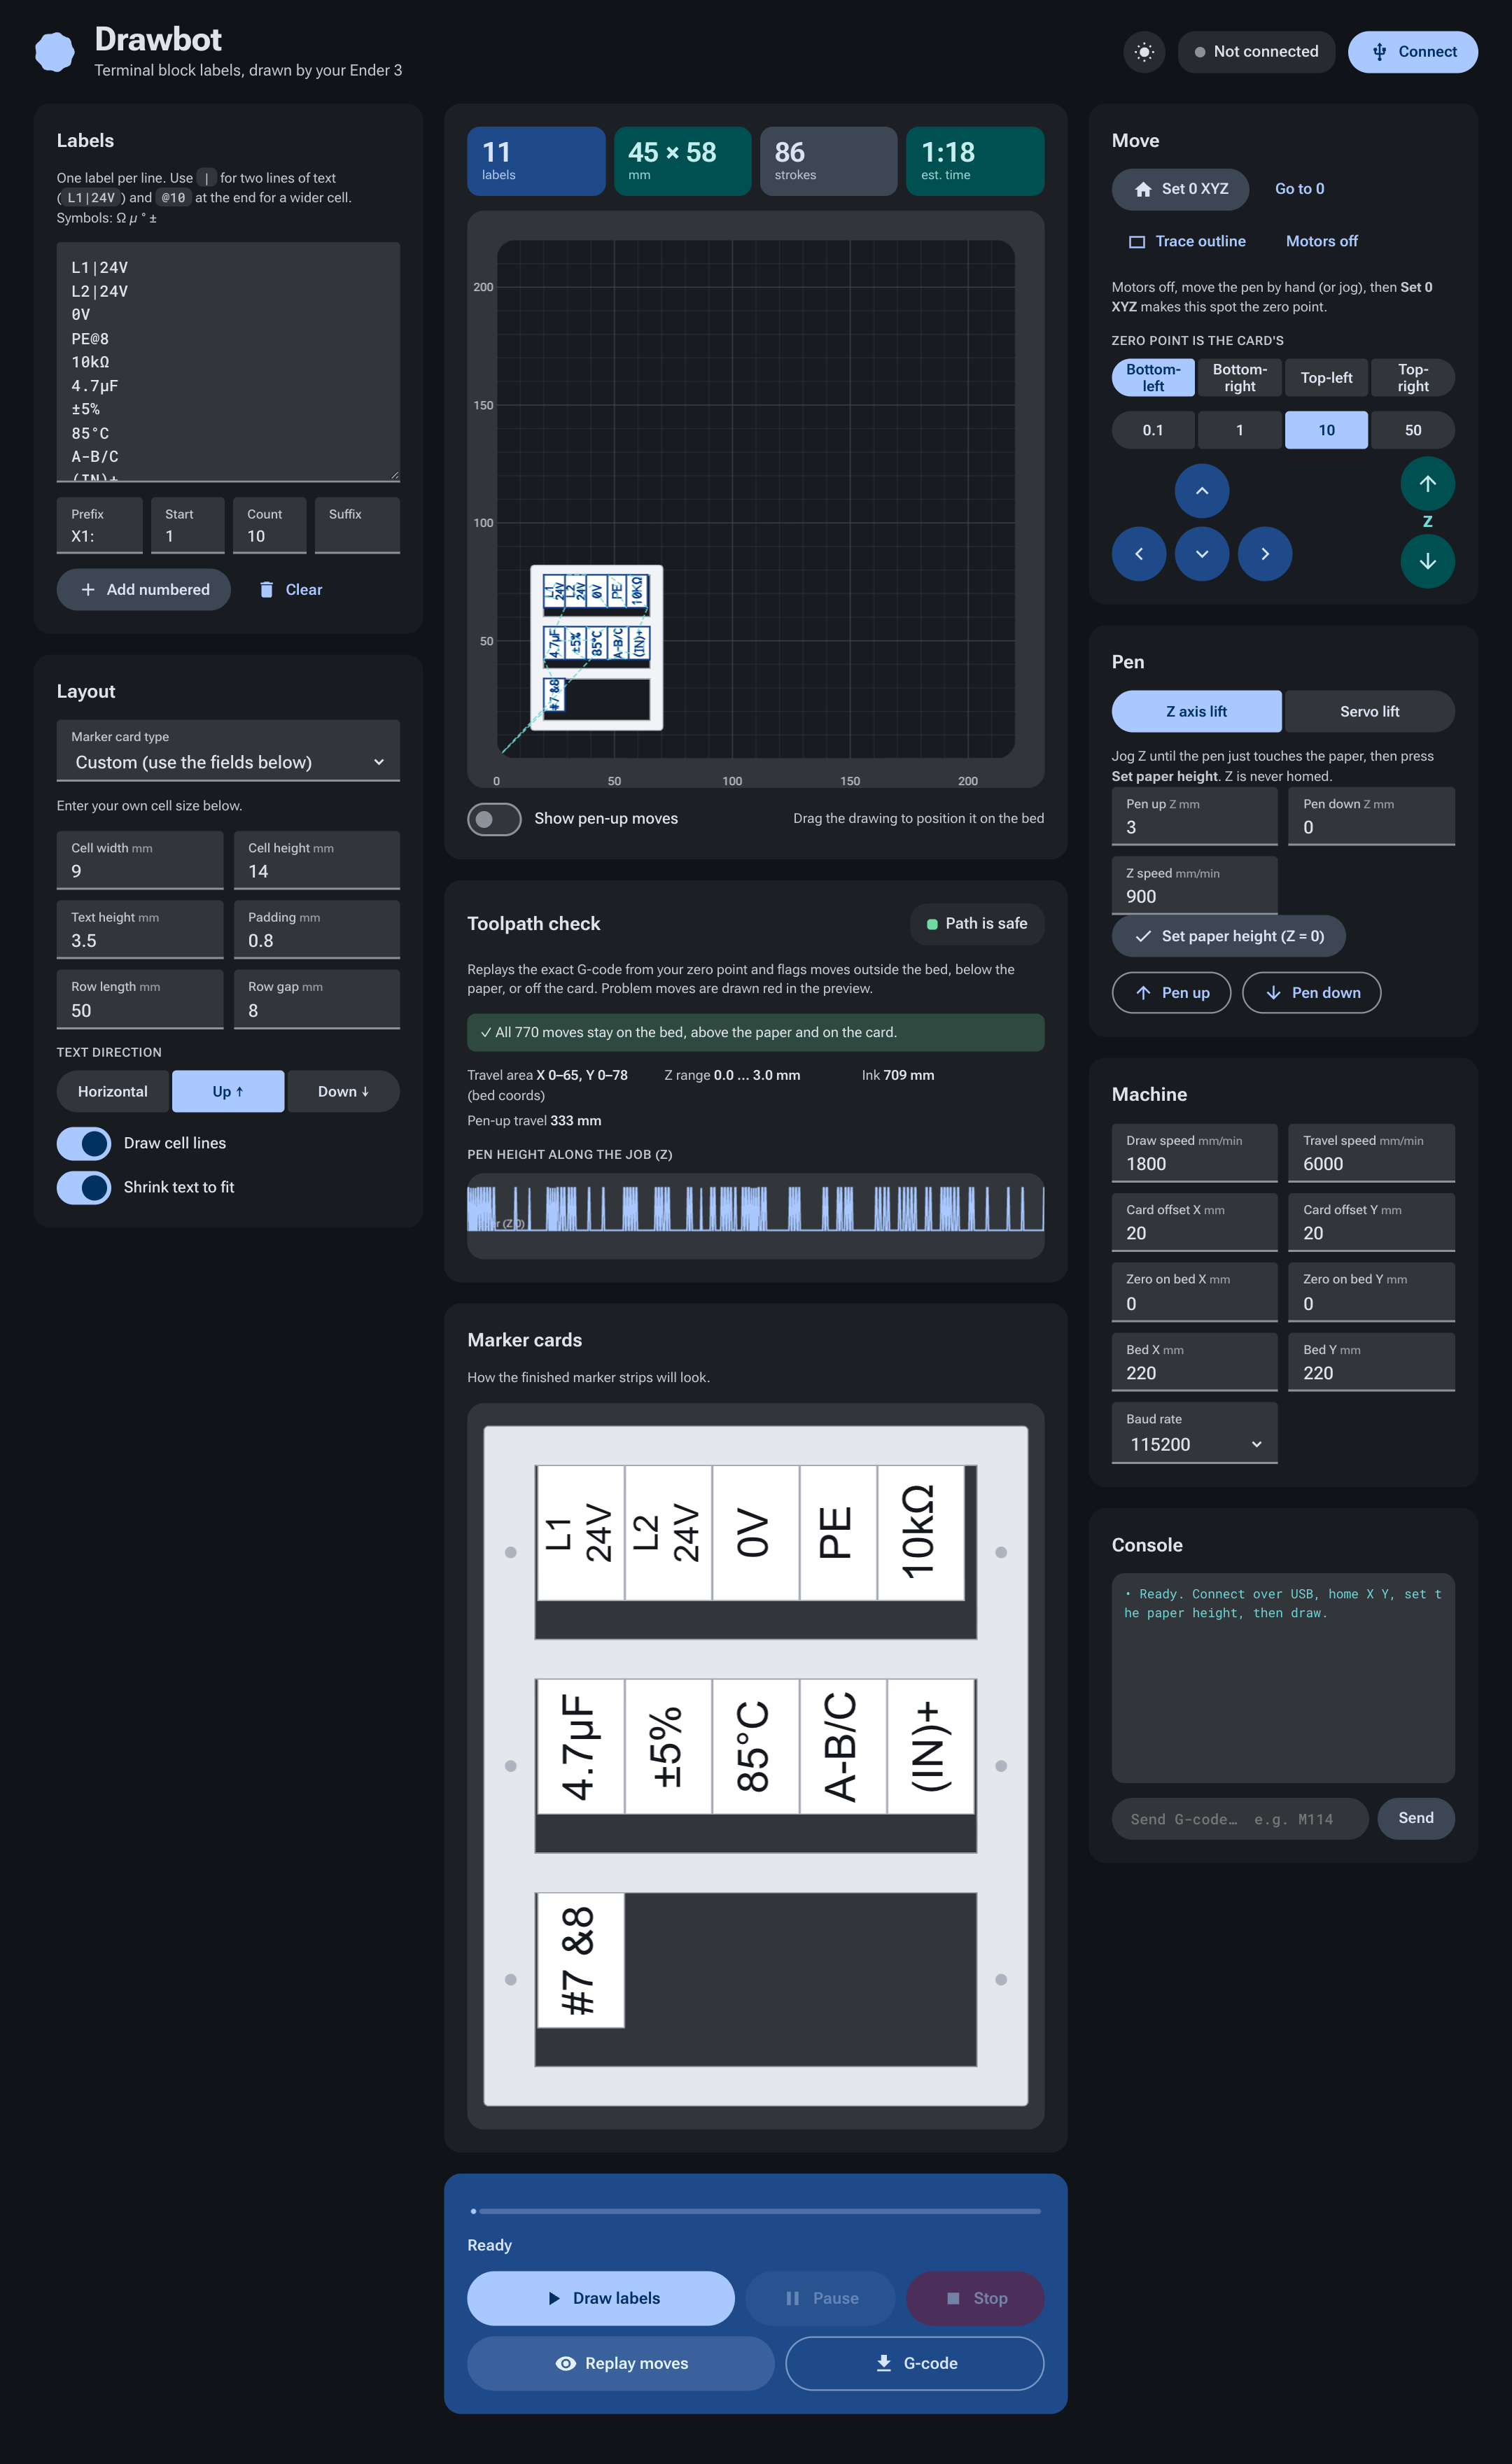 Drawbot
Terminal block labels, drawn by your Ender 3
Not connected
Connect
Labels
One label per line. Use | for two lines of text
(L1|24V) and @10 at the end for a wider cell.
Symbols: Ω µ ° ±
L1|24V
L2|24V
0V
PE@8
10kΩ
4.7µF
±5%
85°C
A-B/C
(IN)+
Prefix
X1:
Start
1
Count
10
Suffix
Add numbered
Clear
Layout
Marker card type
Custom (use the fields below)
Enter your own cell size below.
Cell width mm
9
Cell height mm
14
Text height mm
3.5
Padding mm
0.8
Row length mm
50
Row gap mm
8
TEXT DIRECTION
Horizontal
Up ↑
Down ↓
Draw cell lines
Shrink text to fit
11
labels
45 × 58
mm
86
strokes
1:18
est. time
200
150
100
50
L1
24V
L2
24V
0V
PE
10kΩ
4.7µF
±5%
85°C
A-B/C
(IN)+
#7 &8
0
50
100
150
200
Show pen-up moves
Drag the drawing to position it on the bed
Toolpath check
Path is safe
Replays the exact G-code from your zero point and flags moves outside the bed, below the
paper, or off the card. Problem moves are drawn red in the preview.
✓ All 770 moves stay on the bed, above the paper and on the card.
Travel area X 0–65, Y 0–78
(bed coords)
Z range 0.0 … 3.0 mm
Ink 709 mm
Pen-up travel 333 mm
PEN HEIGHT ALONG THE JOB (Z)
(Z 0)
Marker cards
How the finished marker strips will look.
L1
24V
L2
24V
0V
PE
10kΩ
4.7µF
±5%
85°C
A-B/C
(IN)+
#7 &8
Ready
Draw labels
Pause
Stop
Replay moves
G-code
Move
Set 0 XYZ
Go to 0
Trace outline
Motors off
Motors off, move the pen by hand (or jog), then Set 0
XYZ makes this spot the zero point.
ZERO POINT IS THE CARD'S
Bottom-
left
Bottom-
right
Top-left
Top-
right
0.1
1
10
50
Z
Pen
Z axis lift
Servo lift
Jog Z until the pen just touches the paper, then press
Set paper height. Z is never homed.
Pen up Z mm
3
Pen down Z mm
0
Z speed mm/min
900
Set paper height (Z = 0)
Pen up
Pen down
Machine
Draw speed mm/min
1800
Travel speed mm/min
6000
Card offset X mm
20
Card offset Y mm
20
Zero on bed X mm
0
Zero on bed Y mm
0
Bed X mm
220
Bed Y mm
220
Baud rate
115200
Console
· Ready. Connect over USB, home X Y, set t
he paper height, then draw.
Send G-code… e.g. M114
Send